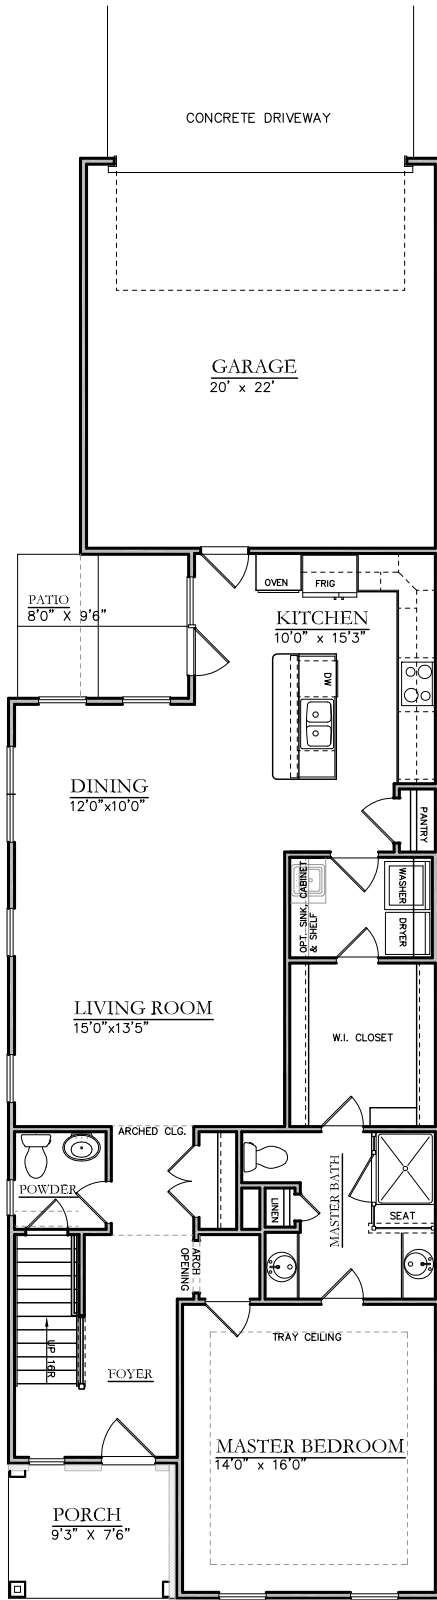 CONCRETE DRIVEWAY
GARAGE
20' x 22'
OVEN
FRIG
PATIO
8'0" X 9'6"
KITCHEN
10'0" x 15'3"
DW
DINING
12'0"x10'0"
PANTRY
OPT. SINK, CABINET
& SHELF
WASHER
DRYER
LIVING ROOM
15'0"x13'5"
W.I. CLOSET
ARCHED CLG.
POWDER
MASTER BATH
LINEN
SEAT
ARCH
OPENING
UP 16R
FOYER
TRAY CEILING
MASTER BEDROOM
14'0" x 16'0"
PORCH
9'3" X 7'6"